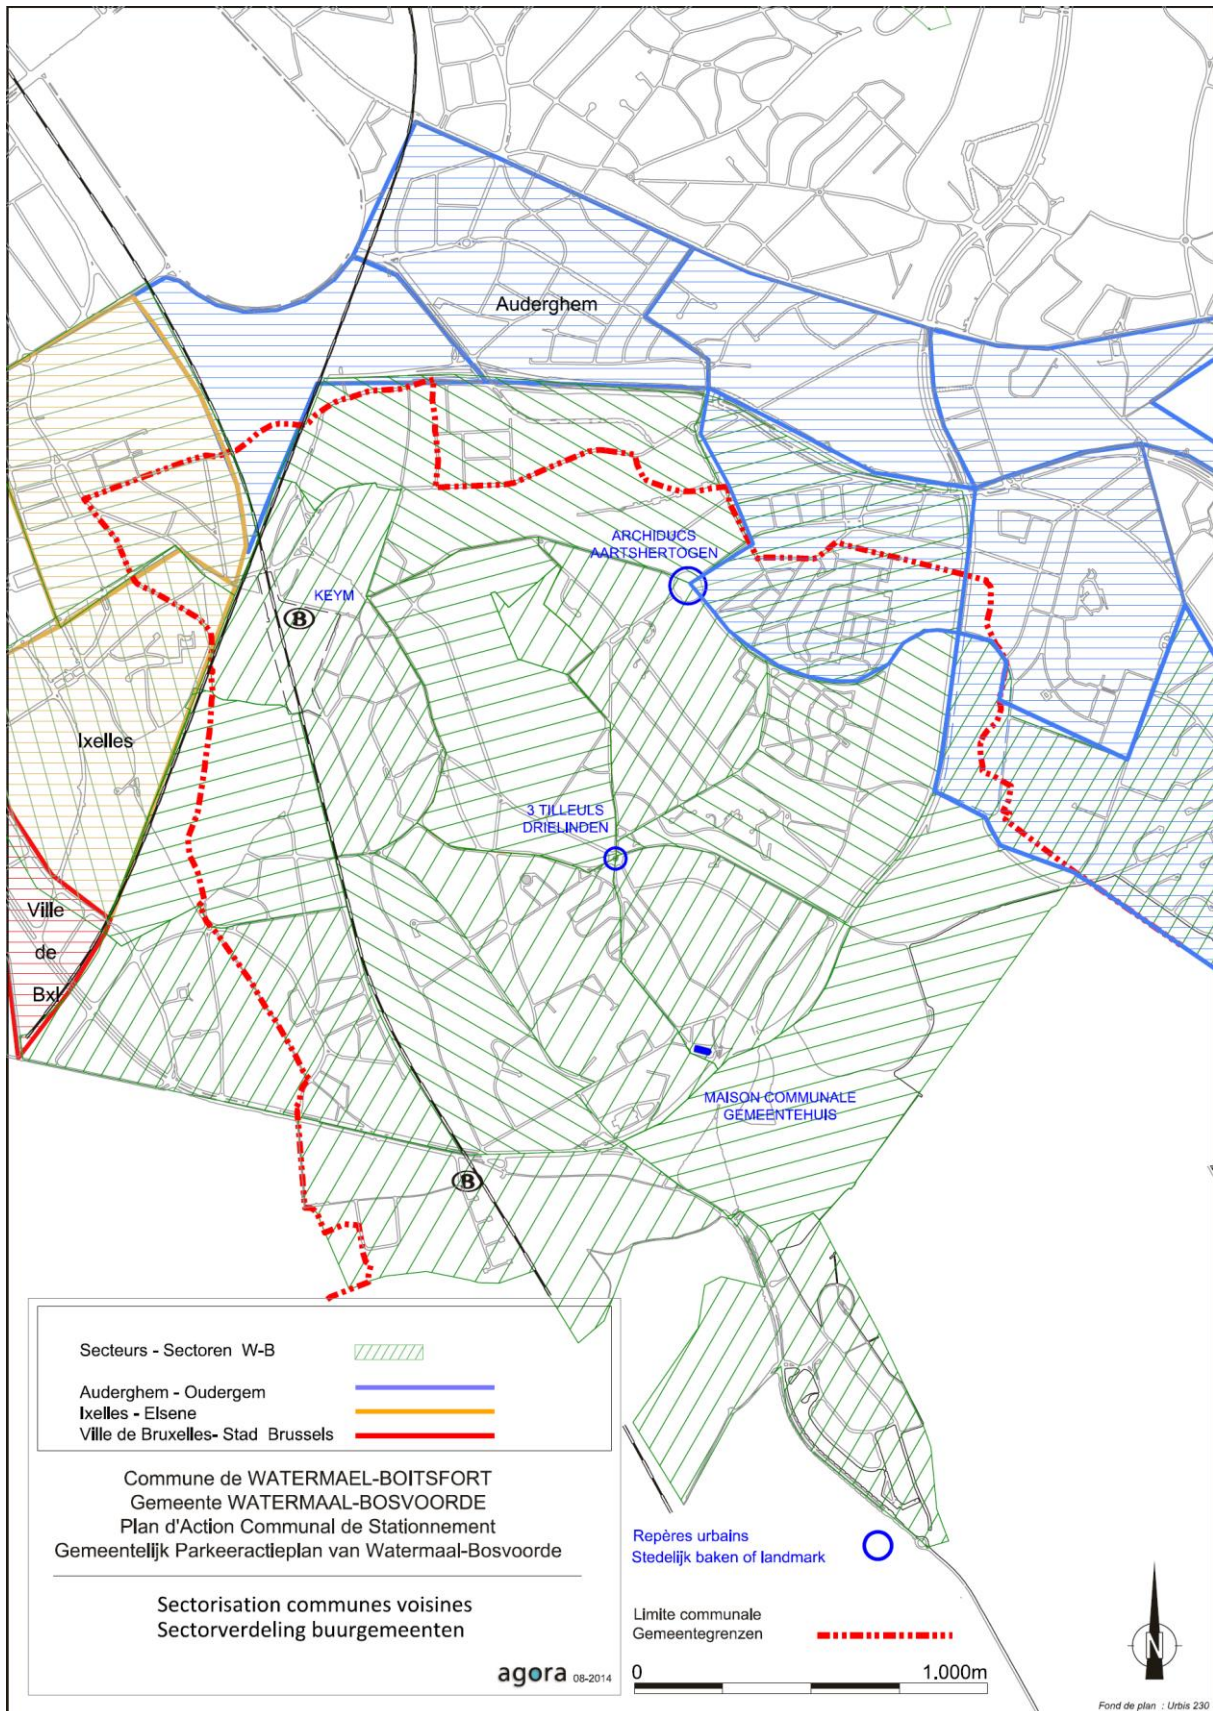 Auderghem
ARCHIDUCS
AARTSHERTOGEN
KEYM
B
Ixelles
3 TILLEULS
DRIELINDEN
Ville
de
Bxl
MAISON COMMUNALE
GEMEENTEHUIS
B
Secteurs - Sectoren W-B
Auderghem - Oudergem
Ixelles - Elsene
Ville de Bruxelles- Stad Brussels
Commune de WATERMAEL-BOITSFORT
Gemeente WATERMAAL-BOSVOORDE
Plan d'Action Communal de Stationnement
Gemeentelijk Parkeeractieplan van Watermaal-Bosvoorde
Sectorisation communes voisines
Sectorverdeling buurgemeenten
agora 08-2014
Repères urbains
Stedelijk baken of landmark
Limite communale
Gemeentegrenzen
0 1.000m
N
Fond de plan : Urbis 230